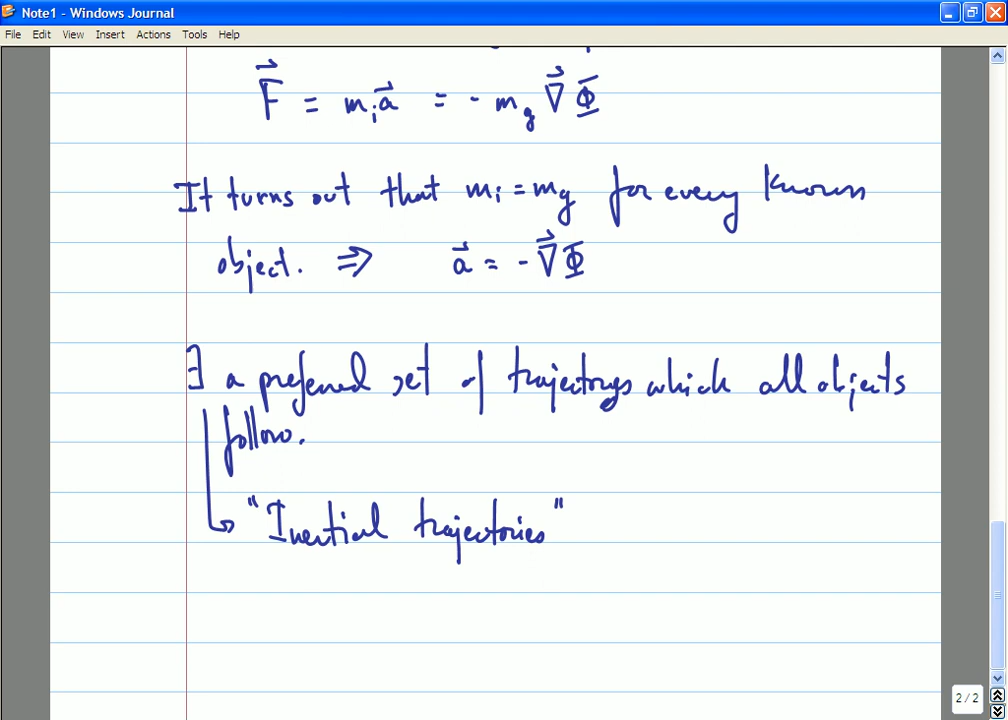 Note1 - Windows Journal
File Edit View Insert Actions Tools Help
F⃗ = mᵢa⃗ = - m_g ∇⃗Φ
It turns out that mᵢ = m_g for every known
object. ⇒ a⃗ = -∇⃗Φ
∃ a preferred set of trajectorys which all objects
follow.
↳ "Inertial trajectories"
2/2